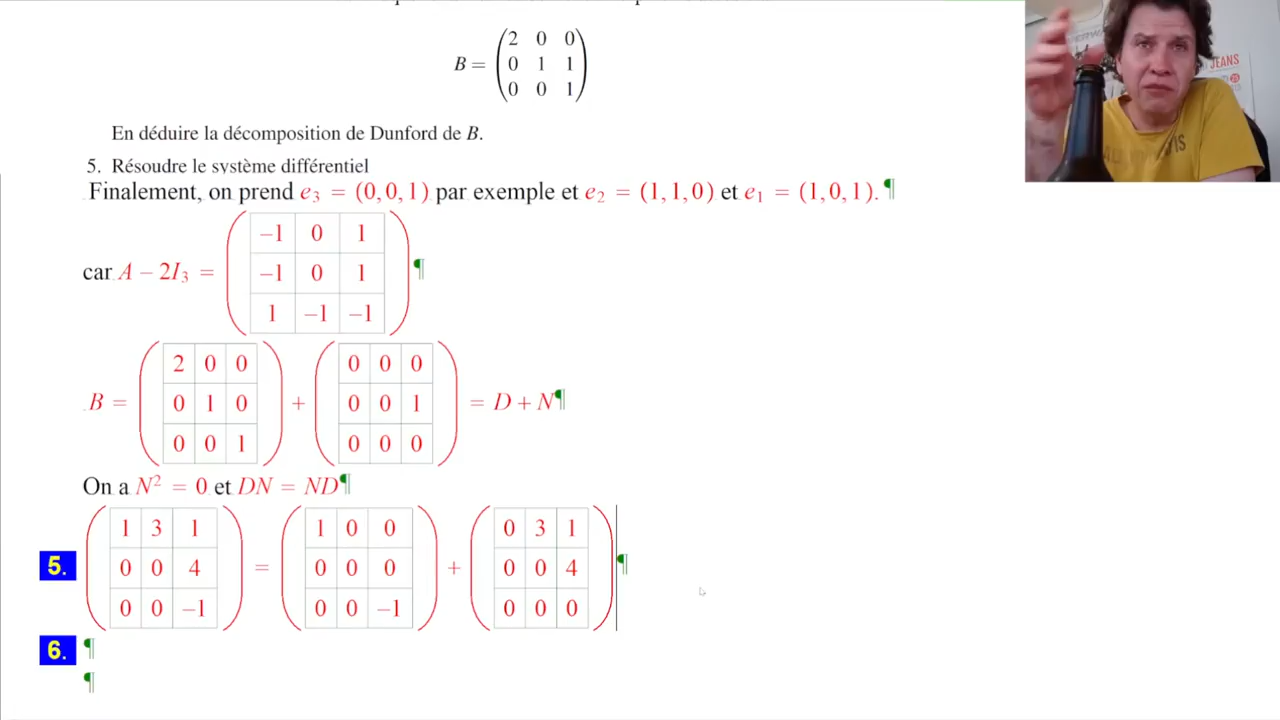 B = (2 0 0
0 1 1
0 0 1)
En déduire la décomposition de Dunford de B.
5. Résoudre le système différentiel
Finalement, on prend e₃ = (0,0,1) par exemple et e₂ = (1,1,0) et e₁ = (1,0,1).¶
car A − 2I₃ = (−1 0 1
−1 0 1
1 −1 −1)¶
B = (2 0 0
0 1 0
0 0 1) + (0 0 0
0 0 1
0 0 0) = D + N¶
On a N² = 0 et DN = ND¶
5. (1 3 1
0 0 4
0 0 −1) = (1 0 0
0 0 0
0 0 −1) + (0 3 1
0 0 4
0 0 0)¶
6. ¶
¶
JEANS